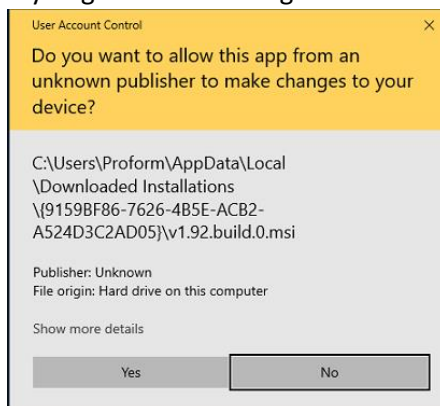 User Account Control
Do you want to allow this app from an
unknown publisher to make changes to your
device?
C:\Users\Proform\AppData\Local
\Downloaded Installations
\{9159BF86-7626-4B5E-ACB2-
A524D3C2AD05}\v1.92.build.0.msi
Publisher: Unknown
File origin: Hard drive on this computer
Show more details
Yes No